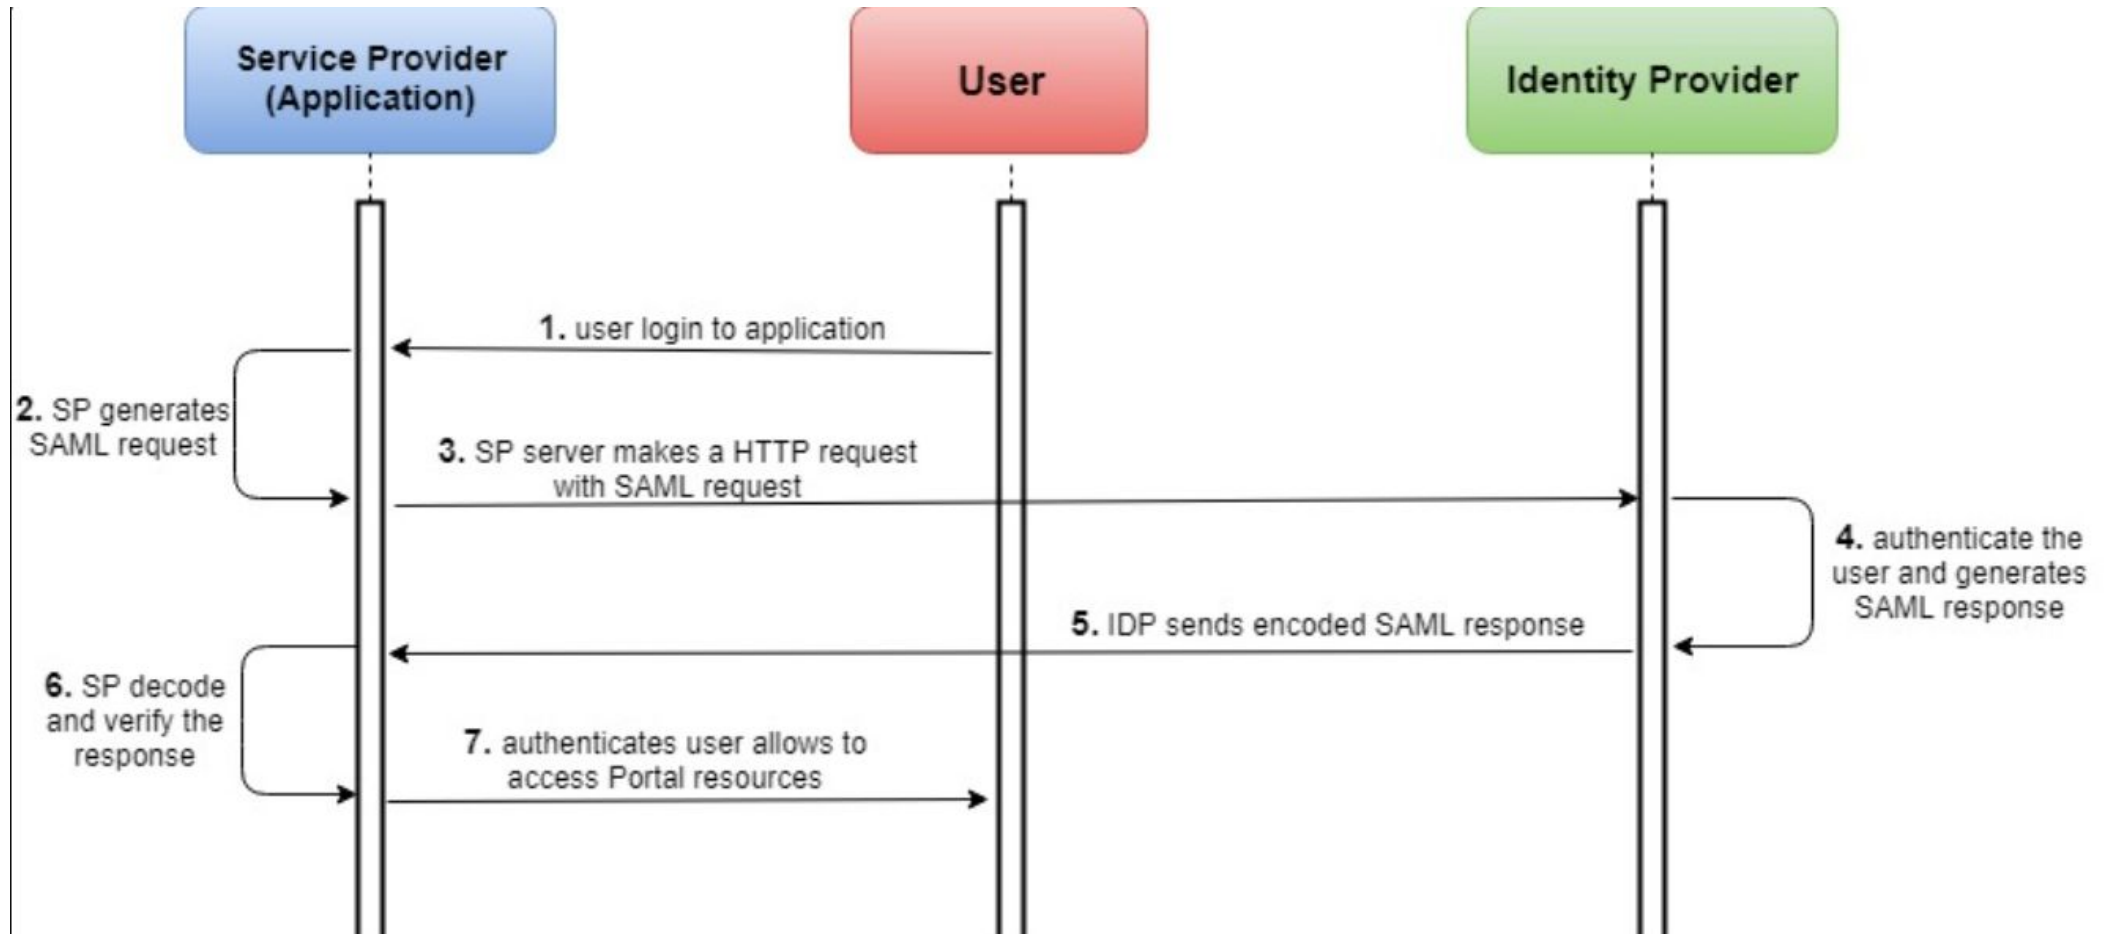 Service Provider
(Application)
User
Identity Provider
1. user login to application
2. SP generates
SAML request
3. SP server makes a HTTP request
with SAML request
4. authenticate the
user and generates
SAML response
5. IDP sends encoded SAML response
6. SP decode
and verify the
response
7. authenticates user allows to
access Portal resources